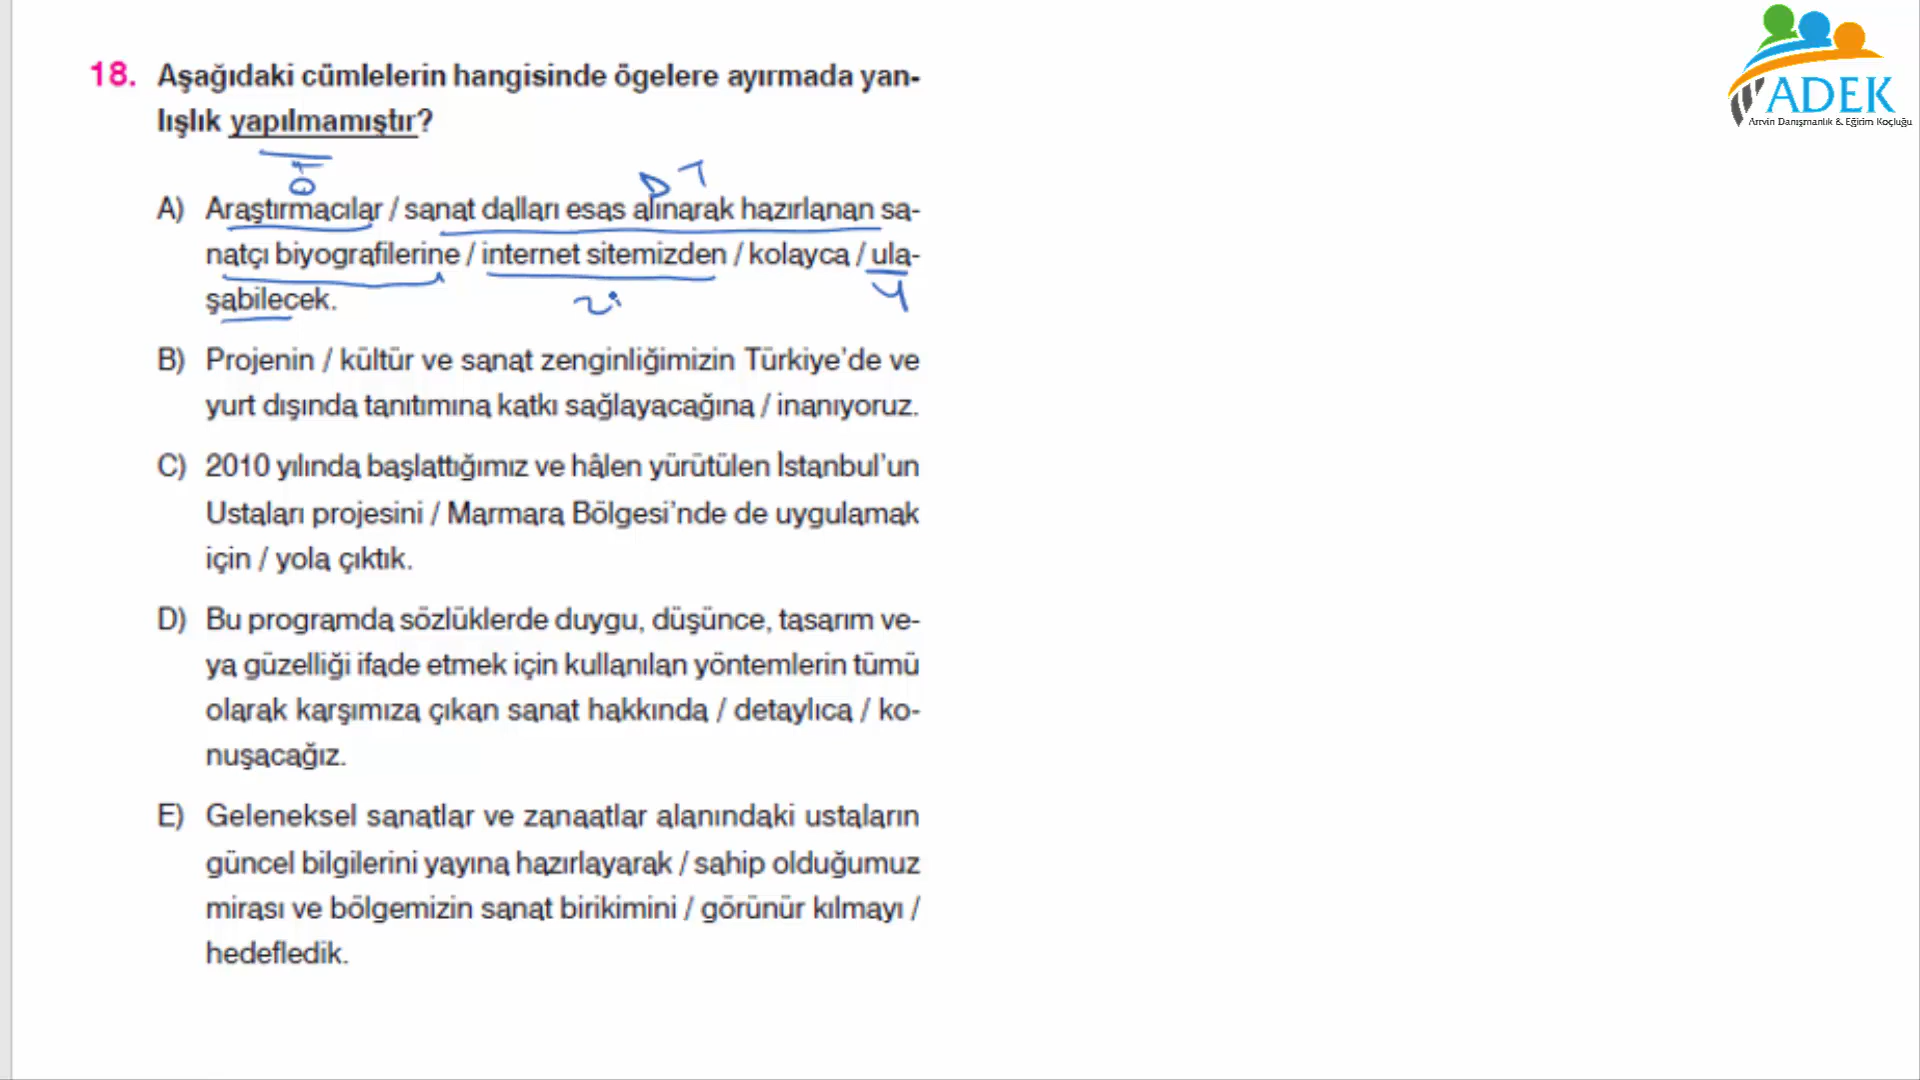 ADEK
Artvin Danışmanlık & Eğitim Koçluğu
18. Aşağıdaki cümlelerin hangisinde ögelere ayırmada yan-
lışlık yapılmamıştır?
Ö
DT
A) Araştırmacılar / sanat dalları esas alınarak hazırlanan sa-
natçı biyografilerine / internet sitemizden / kolayca / ula-
şabilecek.
Y
B) Projenin / kültür ve sanat zenginliğimizin Türkiye'de ve
yurt dışında tanıtımına katkı sağlayacağına / inanıyoruz.
C) 2010 yılında başlattığımız ve hâlen yürütülen İstanbul'un
Ustaları projesini / Marmara Bölgesi'nde de uygulamak
için / yola çıktık.
D) Bu programda sözlüklerde duygu, düşünce, tasarım ve-
ya güzelliği ifade etmek için kullanılan yöntemlerin tümü
olarak karşımıza çıkan sanat hakkında / detaylıca / ko-
nuşacağız.
E) Geleneksel sanatlar ve zanaatlar alanındaki ustaların
güncel bilgilerini yayına hazırlayarak / sahip olduğumuz
mirası ve bölgemizin sanat birikimini / görünür kılmayı /
hedefledik.